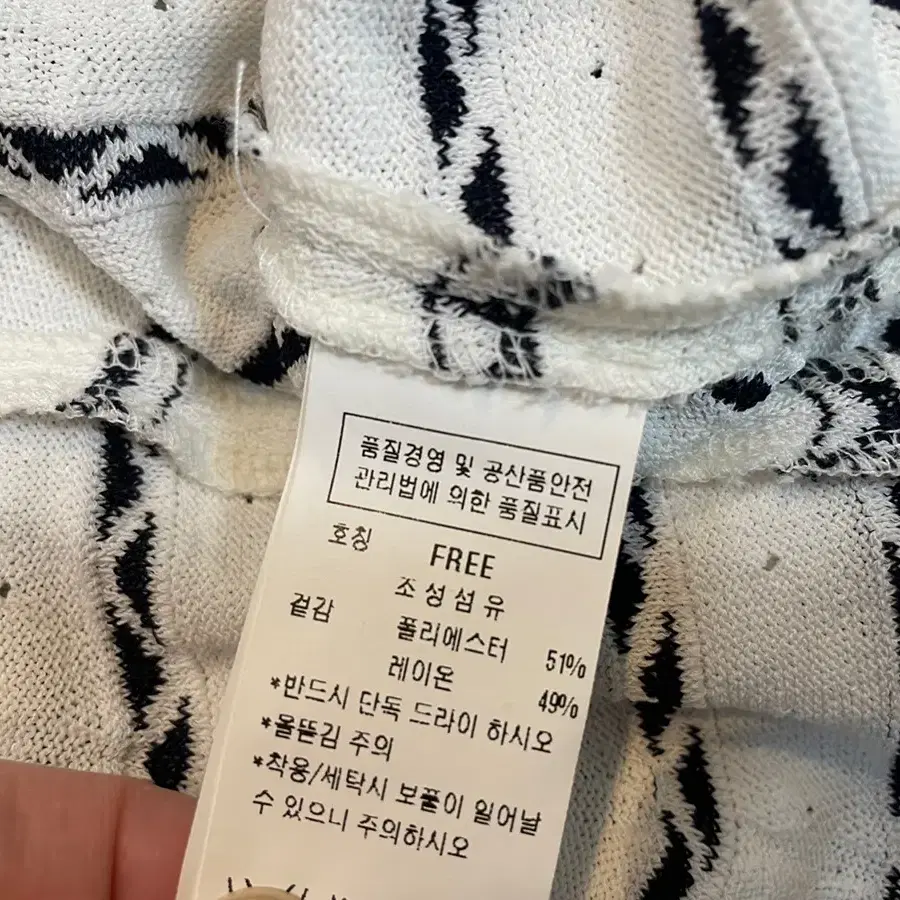 품질경영 및 공산품안전
관리법에 의한 품질표시
호칭 FREE
조성섬유
겉감 폴리에스터 51%
레이온 49%
*반드시 단독 드라이 하시오
*올뜯김 주의
*착용/세탁시 보풀이 일어날
수 있으니 주의하시오